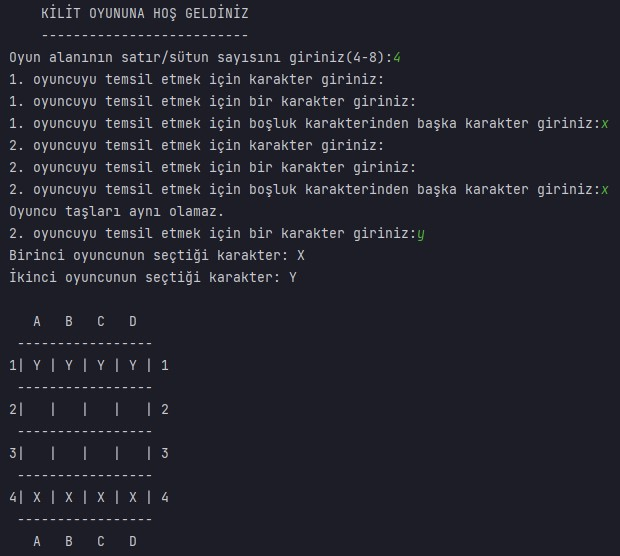 KİLİT OYUNUNA HOŞ GELDİNİZ
--------------------------
Oyun alanının satır/sütun sayısını giriniz(4-8):4
1. oyuncuyu temsil etmek için karakter giriniz:
1. oyuncuyu temsil etmek için bir karakter giriniz:
1. oyuncuyu temsil etmek için boşluk karakterinden başka karakter giriniz:x
2. oyuncuyu temsil etmek için karakter giriniz:
2. oyuncuyu temsil etmek için bir karakter giriniz:
2. oyuncuyu temsil etmek için boşluk karakterinden başka karakter giriniz:x
Oyuncu taşları aynı olamaz.
2. oyuncuyu temsil etmek için bir karakter giriniz:y
Birinci oyuncunun seçtiği karakter: X
İkinci oyuncunun seçtiği karakter: Y
   A   B   C   D
 -----------------
1| Y | Y | Y | Y | 1
 -----------------
2|   |   |   |   | 2
 -----------------
3|   |   |   |   | 3
 -----------------
4| X | X | X | X | 4
 -----------------
   A   B   C   D